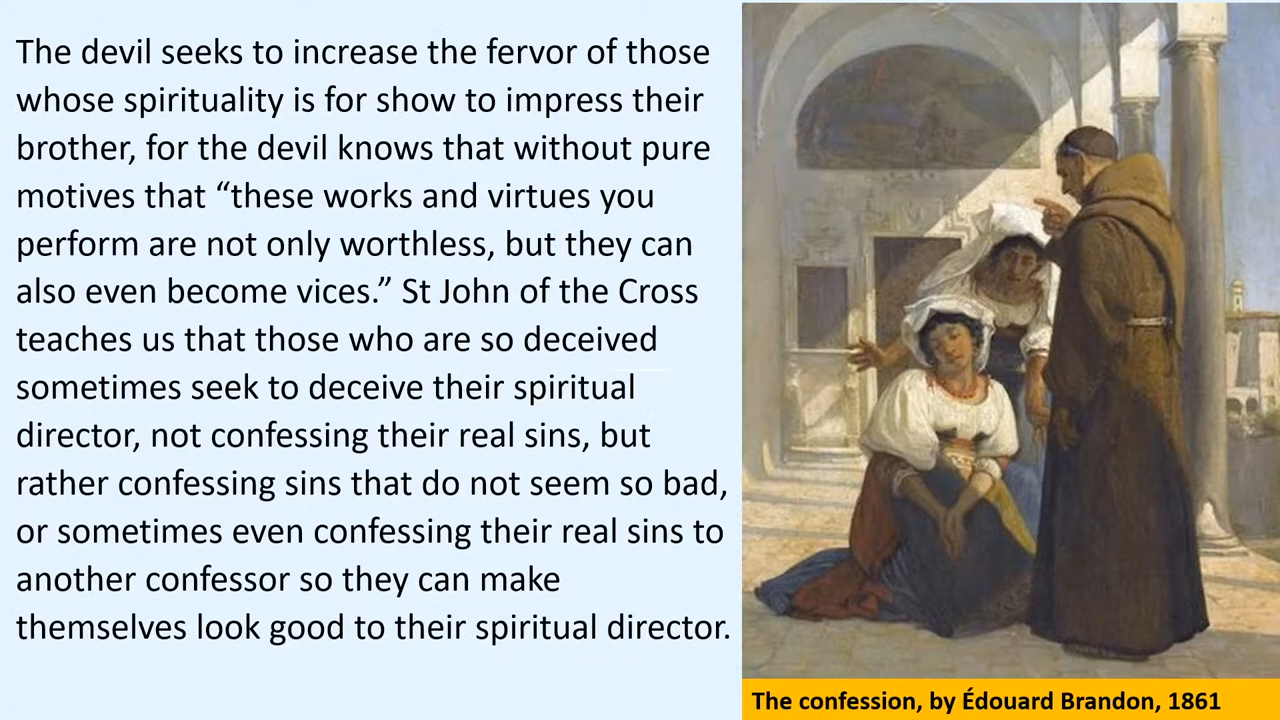 The devil seeks to increase the fervor of those
whose spirituality is for show to impress their
brother, for the devil knows that without pure
motives that “these works and virtues you
perform are not only worthless, but they can
also even become vices.” St John of the Cross
teaches us that those who are so deceived
sometimes seek to deceive their spiritual
director, not confessing their real sins, but
rather confessing sins that do not seem so bad,
or sometimes even confessing their real sins to
another confessor so they can make
themselves look good to their spiritual director.
The confession, by Édouard Brandon, 1861